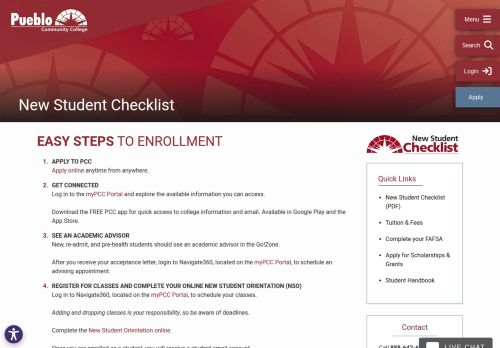 Pueblo
Community College
Menu
Search
Login
Apply
New Student Checklist
EASY STEPS TO ENROLLMENT
1. APPLY TO PCC
Apply online anytime from anywhere.
2. GET CONNECTED
Log in to the myPCC Portal and explore the available information you can access.
Download the FREE PCC app for quick access to college information and email. Available in Google Play and the
App Store.
3. SEE AN ACADEMIC ADVISOR
New, re-admit, and pre-health students should see an academic advisor in the Go!Zone.
After you receive your acceptance letter, login to Navigate360, located on the myPCC Portal, to schedule an
advising appointment.
4. REGISTER FOR CLASSES AND COMPLETE YOUR ONLINE NEW STUDENT ORIENTATION (NSO)
Log in to Navigate360, located on the myPCC Portal, to schedule your classes.
Adding and dropping classes is your responsibility, so be aware of deadlines.
Complete the New Student Orientation online.
New Student
Checklist
Quick Links
New Student Checklist
(PDF)
Tuition & Fees
Complete your FAFSA
Apply for Scholarships &
Grants
Student Handbook
Contact
LIVE CHAT